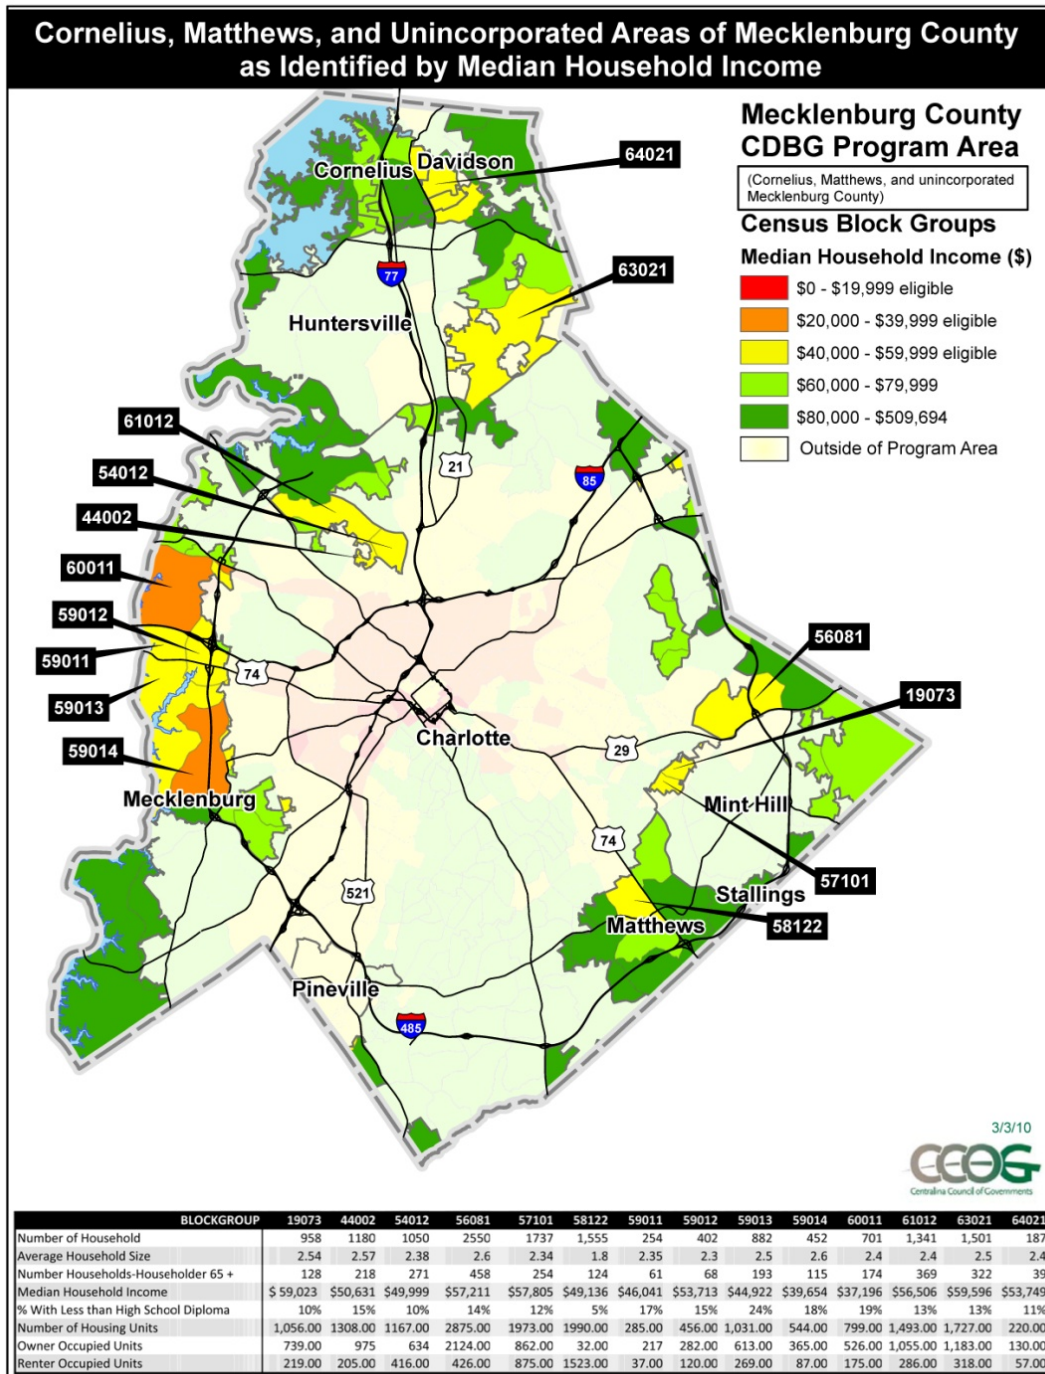 Cornelius, Matthews, and Unincorporated Areas of Mecklenburg County
as Identified by Median Household Income
Mecklenburg County
CDBG Program Area
(Cornelius, Matthews, and unincorporated
Mecklenburg County)
Census Block Groups
Median Household Income ($)
$0 - $19,999 eligible
$20,000 - $39,999 eligible
$40,000 - $59,999 eligible
$60,000 - $79,999
$80,000 - $509,694
Outside of Program Area
Cornelius
Davidson
64021
63021
77
Huntersville
61012
54012
44002
21
85
60011
59012
59011
59013
59014
74
56081
19073
Charlotte
29
Mecklenburg
Mint Hill
74
57101
521
Stallings
58122
Matthews
Pineville
485
3/3/10
CCOG
Centralina Council of Governments
BLOCKGROUP 19073 44002 54012 56081 57101 58122 59011 59012 59013 59014 60011 61012 63021 64021
Number of Household 958 1180 1050 2550 1737 1,555 254 402 882 452 701 1,341 1,501 187
Average Household Size 2.54 2.57 2.38 2.6 2.34 1.8 2.35 2.3 2.5 2.6 2.4 2.4 2.5 2.4
Number Households-Householder 65 + 128 218 271 458 254 124 61 68 193 115 174 369 322 39
Median Household Income $ 59,023 $50,631 $49,999 $57,211 $57,805 $49,136 $46,041 $53,713 $44,922 $39,654 $37,196 $56,506 $59,596 $53,749
% With Less than High School Diploma 10% 15% 10% 14% 12% 5% 17% 15% 24% 18% 19% 13% 13% 11%
Number of Housing Units 1,056.00 1308.00 1167.00 2875.00 1973.00 1990.00 285.00 456.00 1,031.00 544.00 799.00 1,493.00 1,727.00 220.00
Owner Occupied Units 739.00 975 634 2124.00 862.00 32.00 217 282.00 613.00 365.00 526.00 1,055.00 1,183.00 130.00
Renter Occupied Units 219.00 205.00 416.00 426.00 875.00 1523.00 37.00 120.00 269.00 87.00 175.00 286.00 318.00 57.00